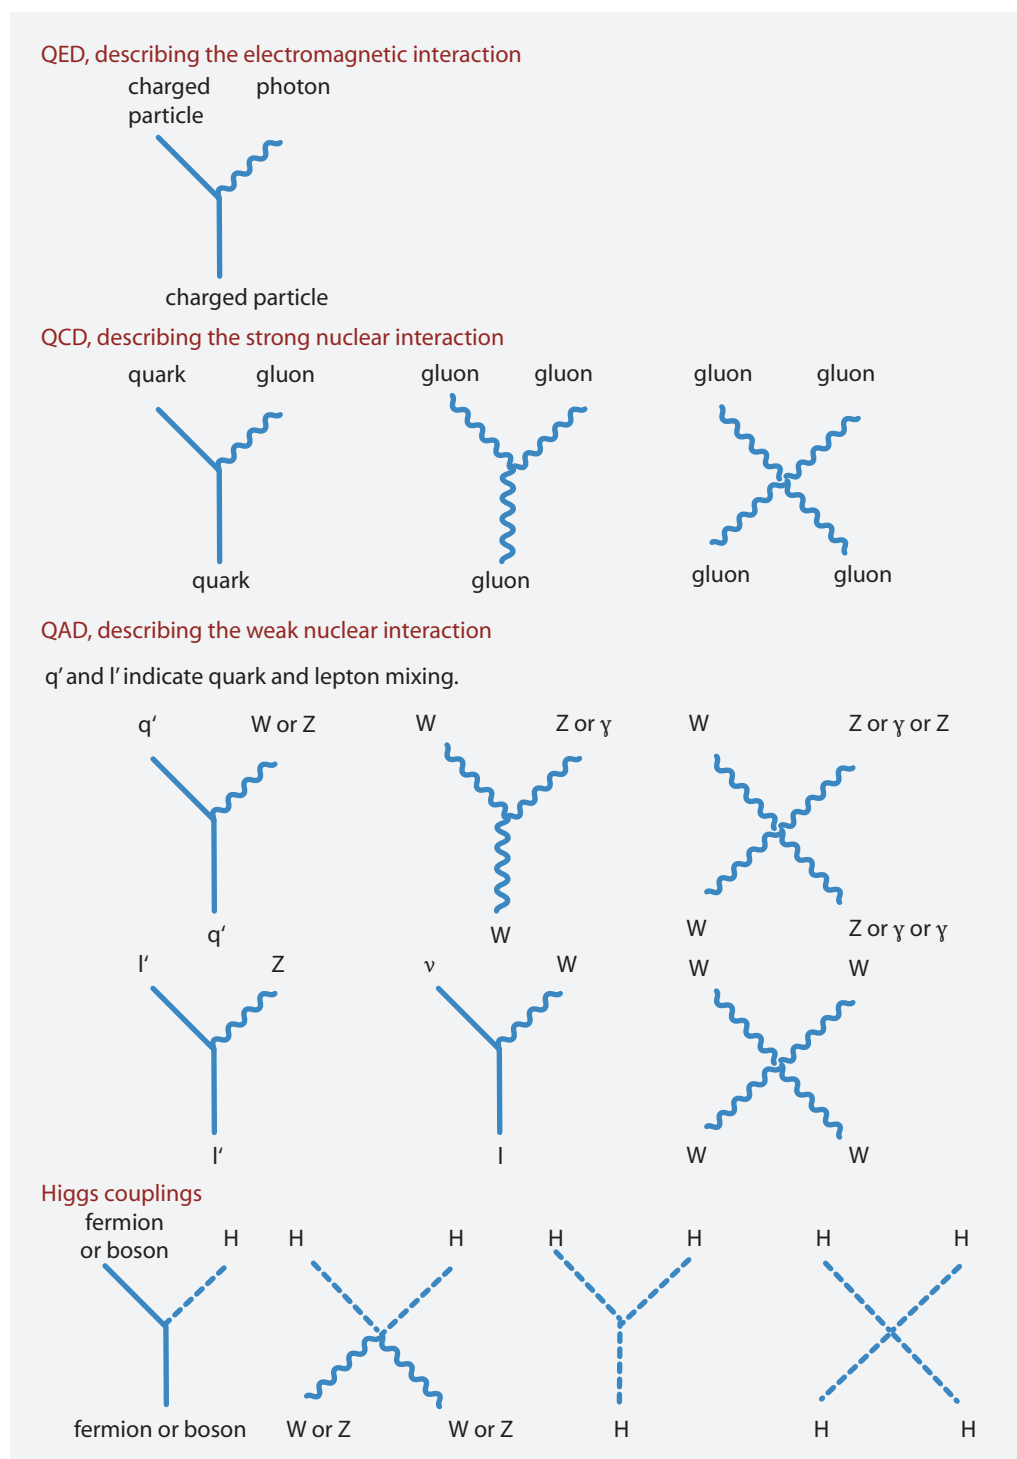 QED, describing the electromagnetic interaction
charged photon
particle
charged particle
QCD, describing the strong nuclear interaction
quark gluon gluon gluon gluon gluon
quark gluon gluon gluon
QAD, describing the weak nuclear interaction
q’ and l’ indicate quark and lepton mixing.
q‘ W or Z W Z or γ W Z or γ or Z
q‘ W W Z or γ or γ
l‘ Z ν W W W
l‘ l W W
Higgs couplings
fermion
or boson H H H H H H H
fermion or boson W or Z W or Z H H H